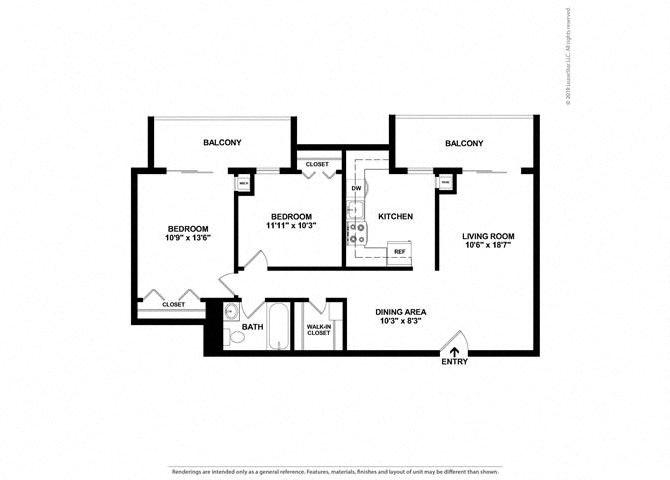 © 2019 LeaseStar LLC. All rights reserved.
BALCONY
BALCONY
CLOSET
DW
BEDROOM
10'9" x 13'6"
BEDROOM
11'11" x 10'3"
KITCHEN
LIVING ROOM
10'6" x 18'7"
REF
CLOSET
BATH
WALK-IN
CLOSET
DINING AREA
10'3" x 8'3"
ENTRY
Renderings are intended only as a general reference. Features, materials, finishes and layout of unit may be different than shown.